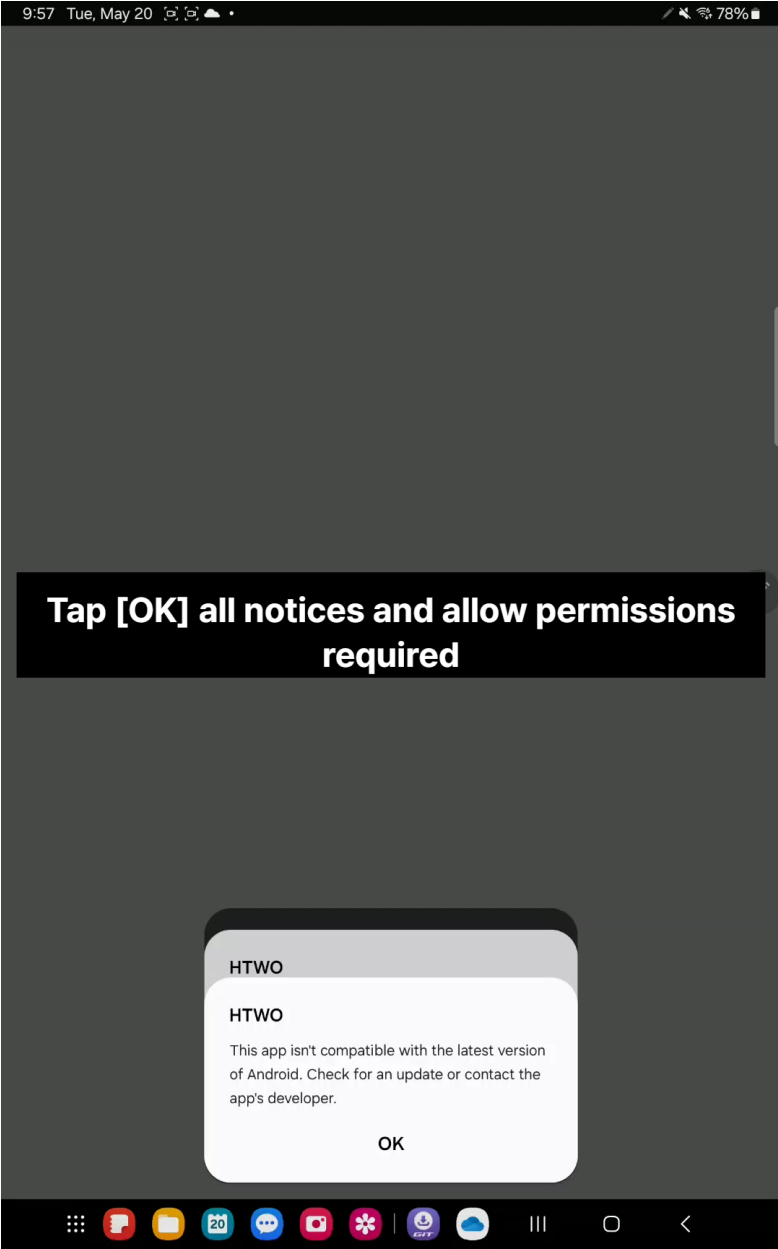 9:57 Tue, May 20
78%
Tap [OK] all notices and allow permissions
required
HTWO
HTWO
This app isn't compatible with the latest version
of Android. Check for an update or contact the
app's developer.
OK
20
GIT